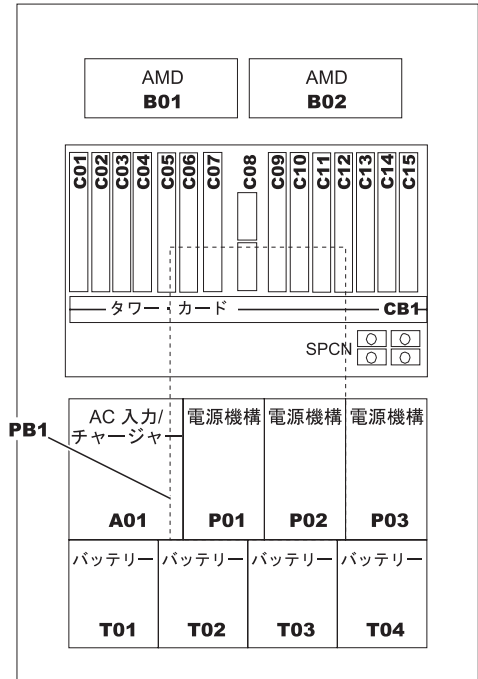 AMD
B01
AMD
B02
C01
C02
C03
C04
C05
C06
C07
C08
C09
C10
C11
C12
C13
C14
C15
タワー・カード
CB1
SPCN
PB1
AC 入力/
チャージャー
A01
電源機構
P01
電源機構
P02
電源機構
P03
バッテリー
T01
バッテリー
T02
バッテリー
T03
バッテリー
T04